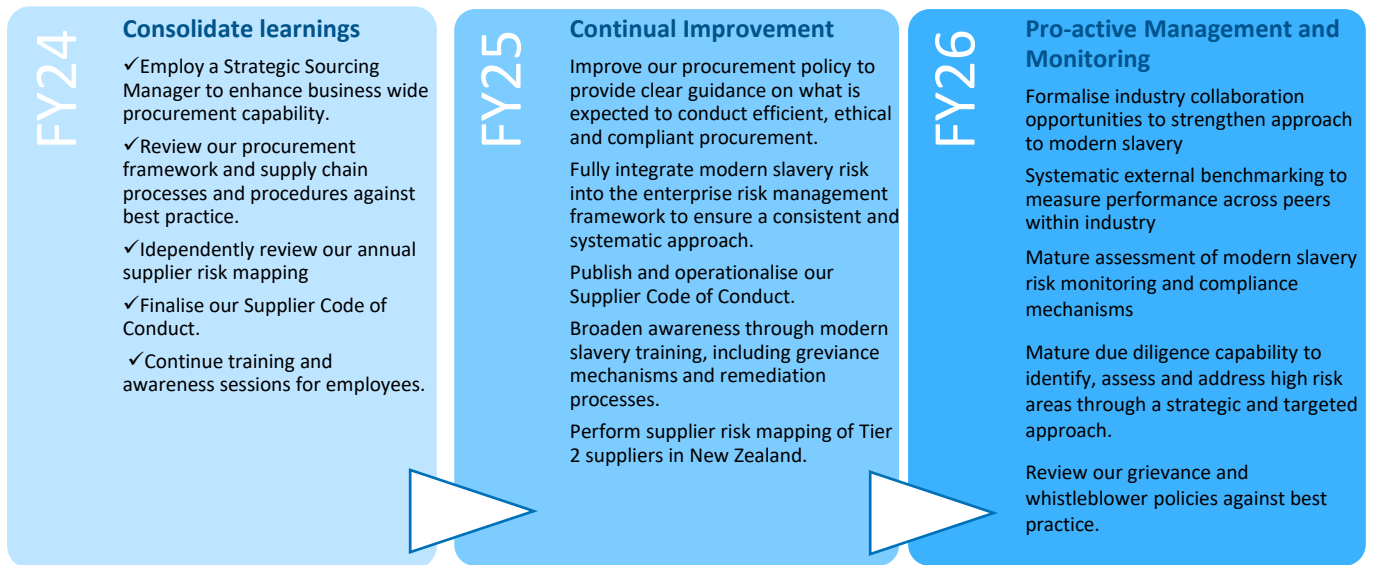 FY24
Consolidate learnings
✓Employ a Strategic Sourcing
Manager to enhance business wide
procurement capability.
✓Review our procurement
framework and supply chain
processes and procedures against
best practice.
✓Idependently review our annual
supplier risk mapping
✓Finalise our Supplier Code of
Conduct.
✓Continue training and
awareness sessions for employees.
FY25
Continual Improvement
Improve our procurement policy to
provide clear guidance on what is
expected to conduct efficient, ethical
and compliant procurement.
Fully integrate modern slavery risk
into the enterprise risk management
framework to ensure a consistent and
systematic approach.
Publish and operationalise our
Supplier Code of Conduct.
Broaden awareness through modern
slavery training, including greviance
mechanisms and remediation
processes.
Perform supplier risk mapping of Tier
2 suppliers in New Zealand.
FY26
Pro-active Management and
Monitoring
Formalise industry collaboration
opportunities to strengthen approach
to modern slavery
Systematic external benchmarking to
measure performance across peers
within industry
Mature assessment of modern slavery
risk monitoring and compliance
mechanisms
Mature due diligence capability to
identify, assess and address high risk
areas through a strategic and targeted
approach.
Review our grievance and
whistleblower policies against best
practice.